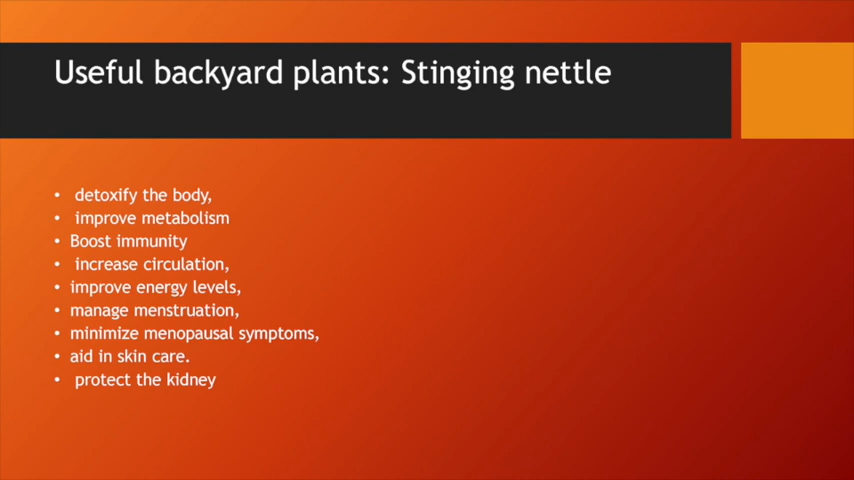 Useful backyard plants: Stinging nettle
• detoxify the body,
• improve metabolism
• Boost immunity
• increase circulation,
• improve energy levels,
• manage menstruation,
• minimize menopausal symptoms,
• aid in skin care.
• protect the kidney